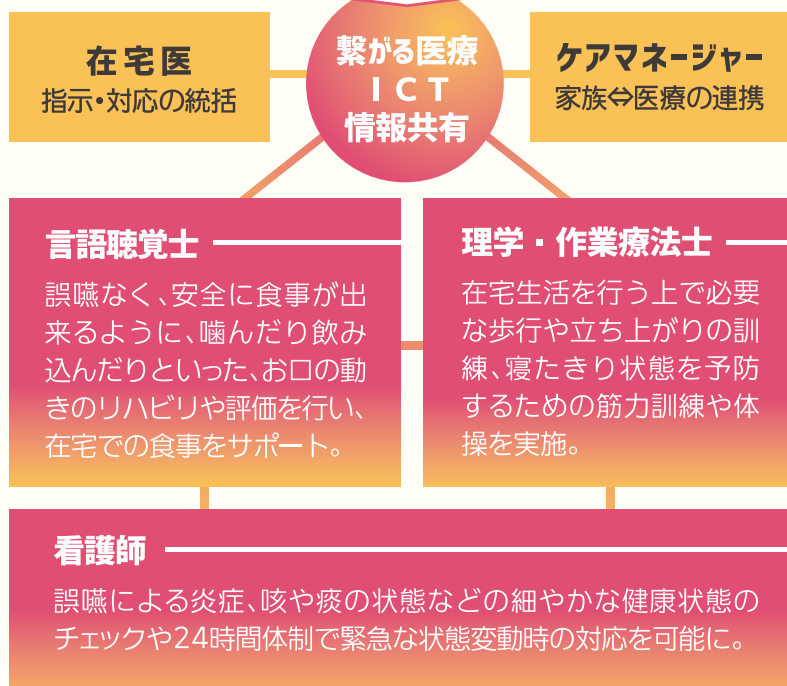 在宅医
指示・対応の統括
繋がる医療
ICT
情報共有
ケアマネージャー
家族⇔医療の連携
言語聴覚士
誤嚥なく、安全に食事が出
来るように、噛んだり飲み
込んだりといった、お口の動
きのリハビリや評価を行い、
在宅での食事をサポート。
理学・作業療法士
在宅生活を行う上で必要
な歩行や立ち上がりの訓
練、寝たきり状態を予防
するための筋力訓練や体
操を実施。
看護師
誤嚥による炎症、咳や痰の状態などの細やかな健康状態の
チェックや24時間体制で緊急な状態変動時の対応を可能に。